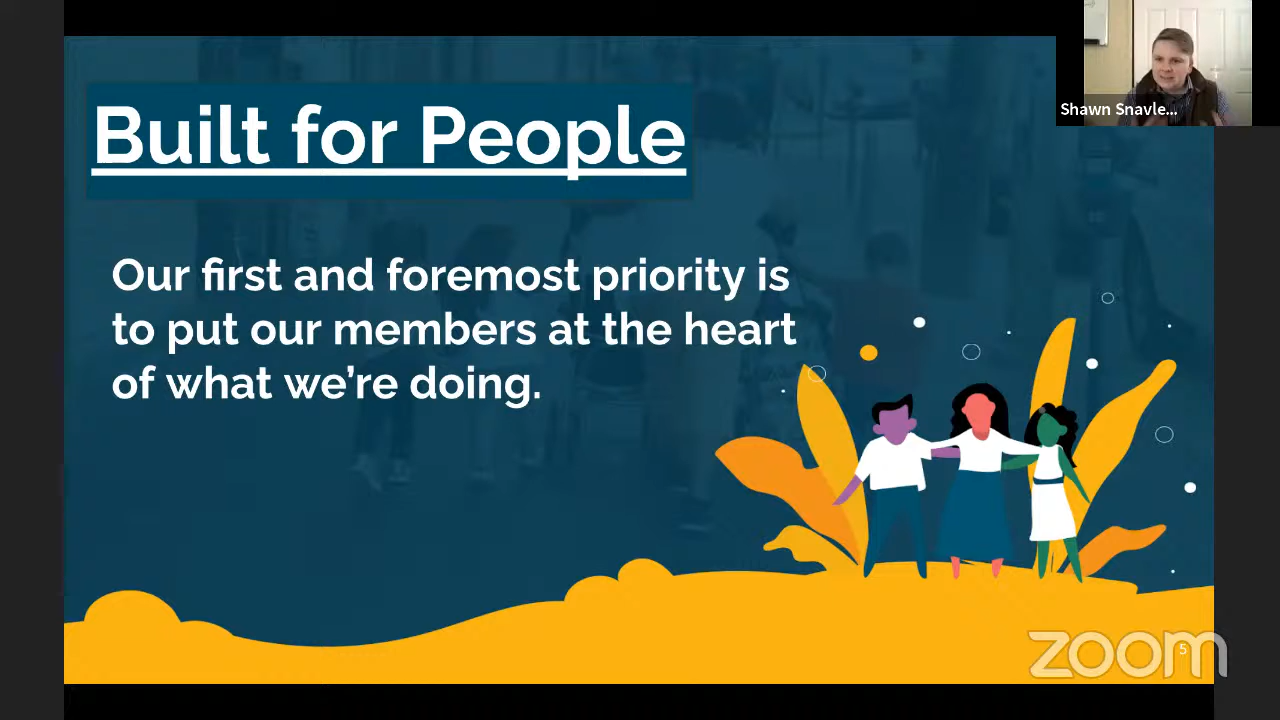 Built for People
Shawn Snavle...
Our first and foremost priority is
to put our members at the heart
of what we’re doing.
zoom
5